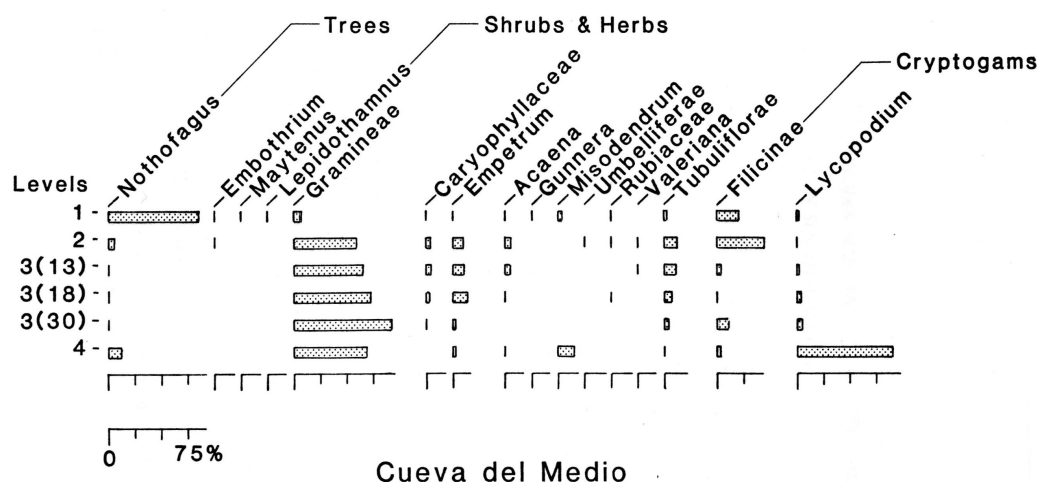 Trees
Shrubs & Herbs
Cryptogams
Nothofagus
Embothrium
Maytenus
Lepidothamnus
Gramineae
Caryophyllaceae
Empetrum
Acaena
Gunnera
Misodendrum
Umbelliferae
Rubiaceae
Valeriana
Tubuliflorae
Filicinae
Lycopodium
Levels
1
2
3(13)
3(18)
3(30)
4
0 75%
Cueva del Medio